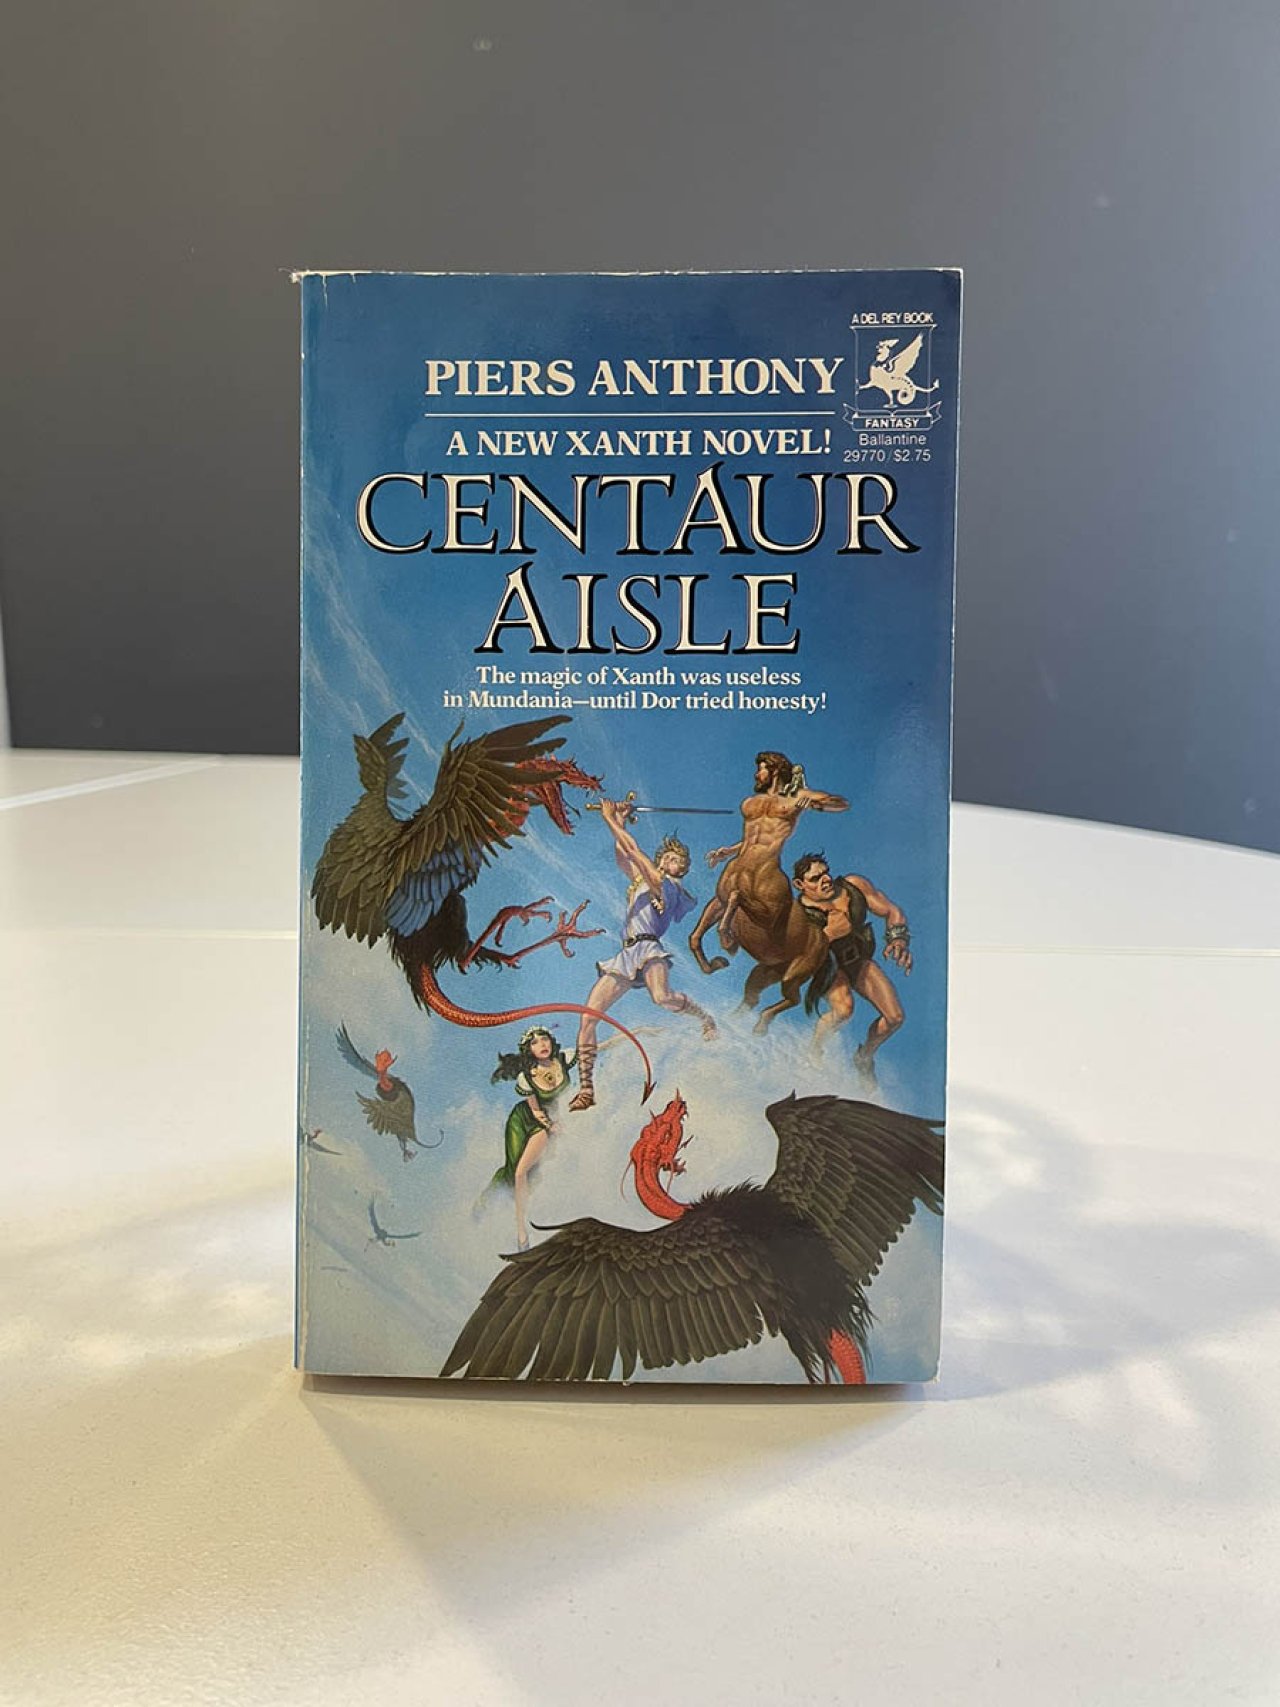 A DEL REY BOOK
FANTASY
Ballantine
29770/$2.75
PIERS ANTHONY
A NEW XANTH NOVEL!
CENTAUR
AISLE
The magic of Xanth was useless
in Mundania—until Dor tried honesty!